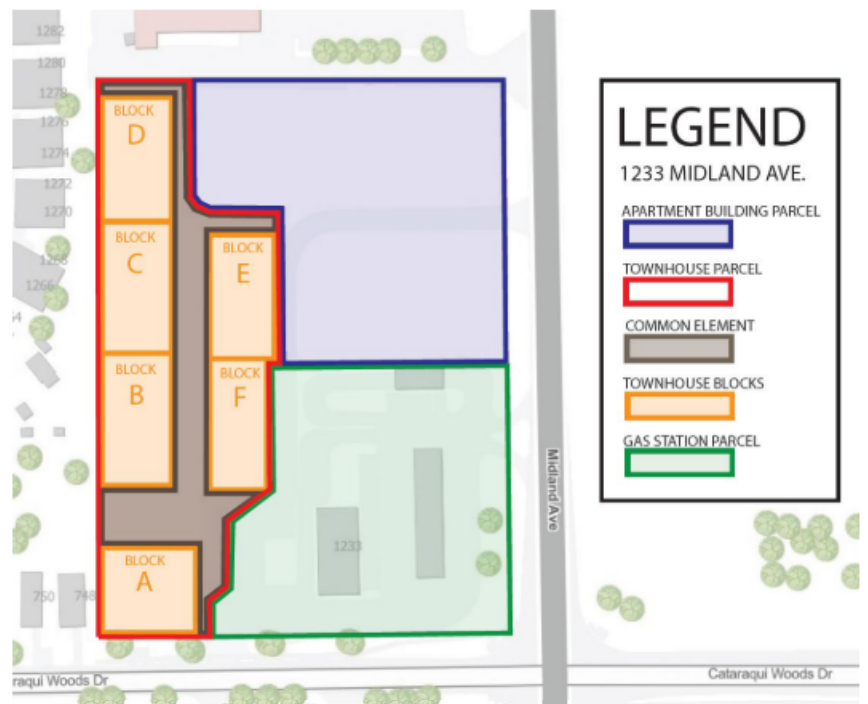 1282
1280
1278
1276
1274
1272
1270
1268
1266
64
BLOCK
D
BLOCK
C
BLOCK
E
BLOCK
B
BLOCK
F
BLOCK
A
1233
750
748
Midland Ave
raqui Woods Dr
Cataraqui Woods Dr
LEGEND
1233 MIDLAND AVE.
APARTMENT BUILDING PARCEL
TOWNHOUSE PARCEL
COMMON ELEMENT
TOWNHOUSE BLOCKS
GAS STATION PARCEL